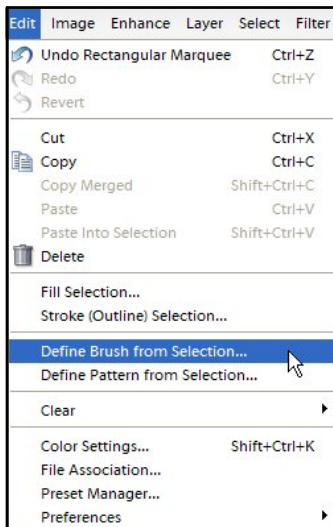 Edit Image Enhance Layer Select Filter
Undo Rectangular Marquee Ctrl+Z
Redo Ctrl+Y
Revert
Cut Ctrl+X
Copy Ctrl+C
Copy Merged Shift+Ctrl+C
Paste Ctrl+V
Paste Into Selection Shift+Ctrl+V
Delete
Fill Selection...
Stroke (Outline) Selection...
Define Brush from Selection...
Define Pattern from Selection...
Clear
Color Settings... Shift+Ctrl+K
File Association...
Preset Manager...
Preferences